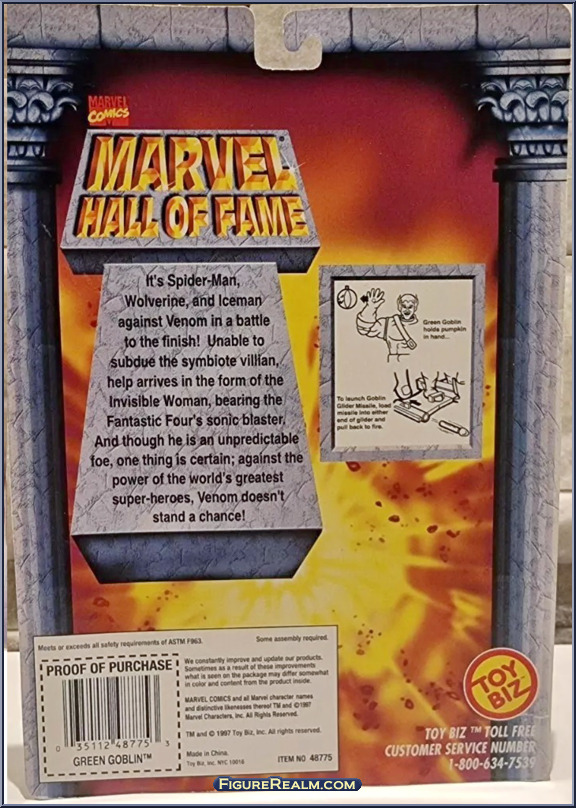 MARVEL
COMICS
MARVEL
HALL OF FAME
It's Spider-Man,
Wolverine, and Iceman
against Venom in a battle
to the finish! Unable to
subdue the symbiote villian,
help arrives in the form of the
Invisible Woman, bearing the
Fantastic Four's sonic blaster.
And though he is an unpredictable
foe, one thing is certain; against the
power of the world's greatest
super-heroes, Venom doesn't
stand a chance!
Green Goblin
holds pumpkin
in hand...
To launch Goblin
Glider Missile, load
missile into either
end of glider and
pull back to fire.
Meets or exceeds all safety requirements of ASTM F963.
Some assembly required.
PROOF OF PURCHASE
0 35112 48775 3
GREEN GOBLIN™
We constantly improve and update our products.
Sometimes as a result of these improvements
what is seen on the package may differ somewhat
in color and content from the product inside.
MARVEL COMICS and all Marvel character names
and distinctive likenesses thereof TM and ©1997
Marvel Characters, Inc. All Rights Reserved.
TM and © 1997 Toy Biz, Inc. All rights reserved.
Made in China.
Toy Biz, Inc. NYC 10016
ITEM NO 48775
TOY
BIZ
TOY BIZ ™ TOLL FREE
CUSTOMER SERVICE NUMBER
1-800-634-7539
FIGUREREALM.COM